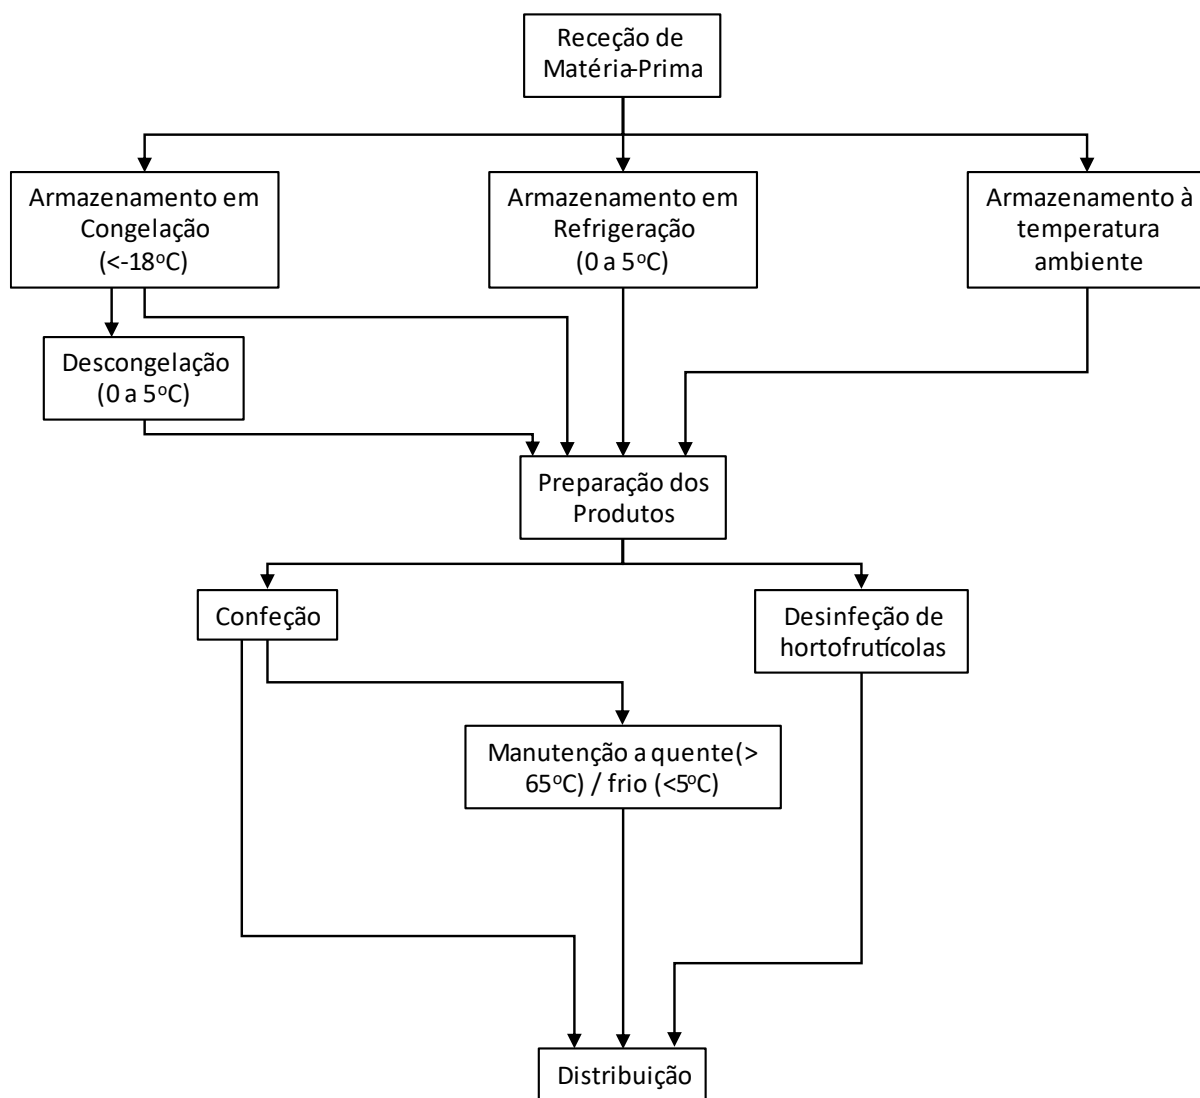 Receção de
Matéria-Prima
Armazenamento em
Congelação
(<-18ºC)
Armazenamento em
Refrigeração
(0 a 5ºC)
Armazenamento à
temperatura
ambiente
Descongelação
(0 a 5ºC)
Preparação dos
Produtos
Confeção
Desinfeção de
hortofrutícolas
Manutenção a quente(>
65ºC) / frio (<5ºC)
Distribuição